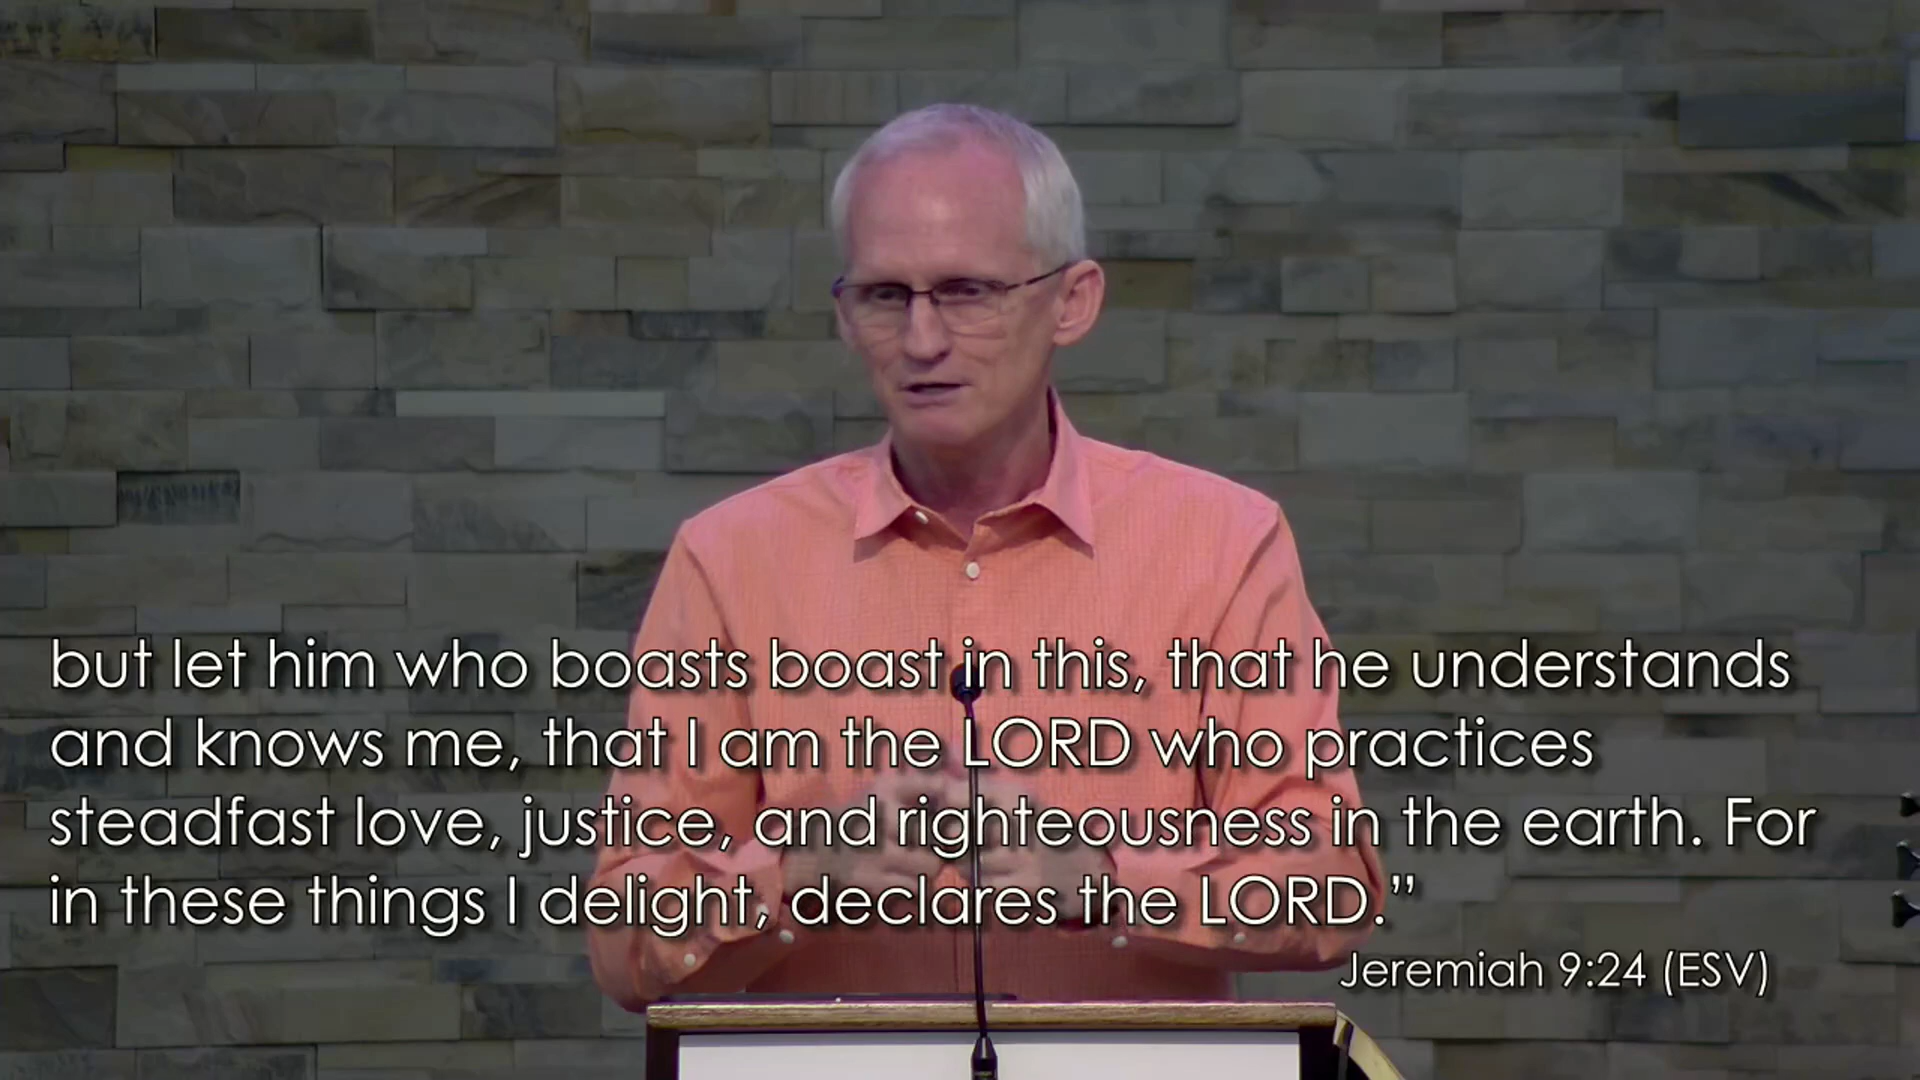 but let him who boasts boast in this, that he understands
and knows me, that I am the LORD who practices
steadfast love, justice, and righteousness in the earth. For
in these things I delight, declares the LORD.”
Jeremiah 9:24 (ESV)